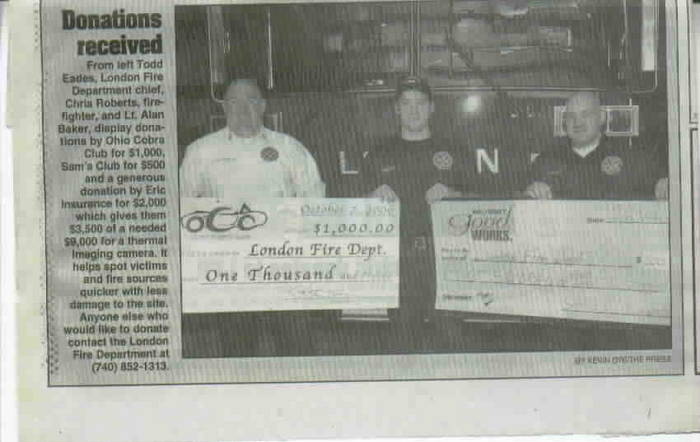 Donations
received
From left Todd
Eades, London Fire
Department chief,
Chris Roberts, fire-
fighter, and Lt. Alan
Baker, display dona-
tions by Ohio Cobra
Club for $1,000,
Sam's Club for $500
and a generous
donation by Eric
Insurance for $2,000
which gives them
$3,500 of a needed
$9,000 for a thermal
imaging camera. It
helps spot victims
and fire sources
quicker with less
damage to the site.
Anyone else who
would like to donate
contact the London
Fire Department at
(740) 852-1313.
L N
October
$1,000.00
London Fire Dept.
One Thousand
Good
WORKS.